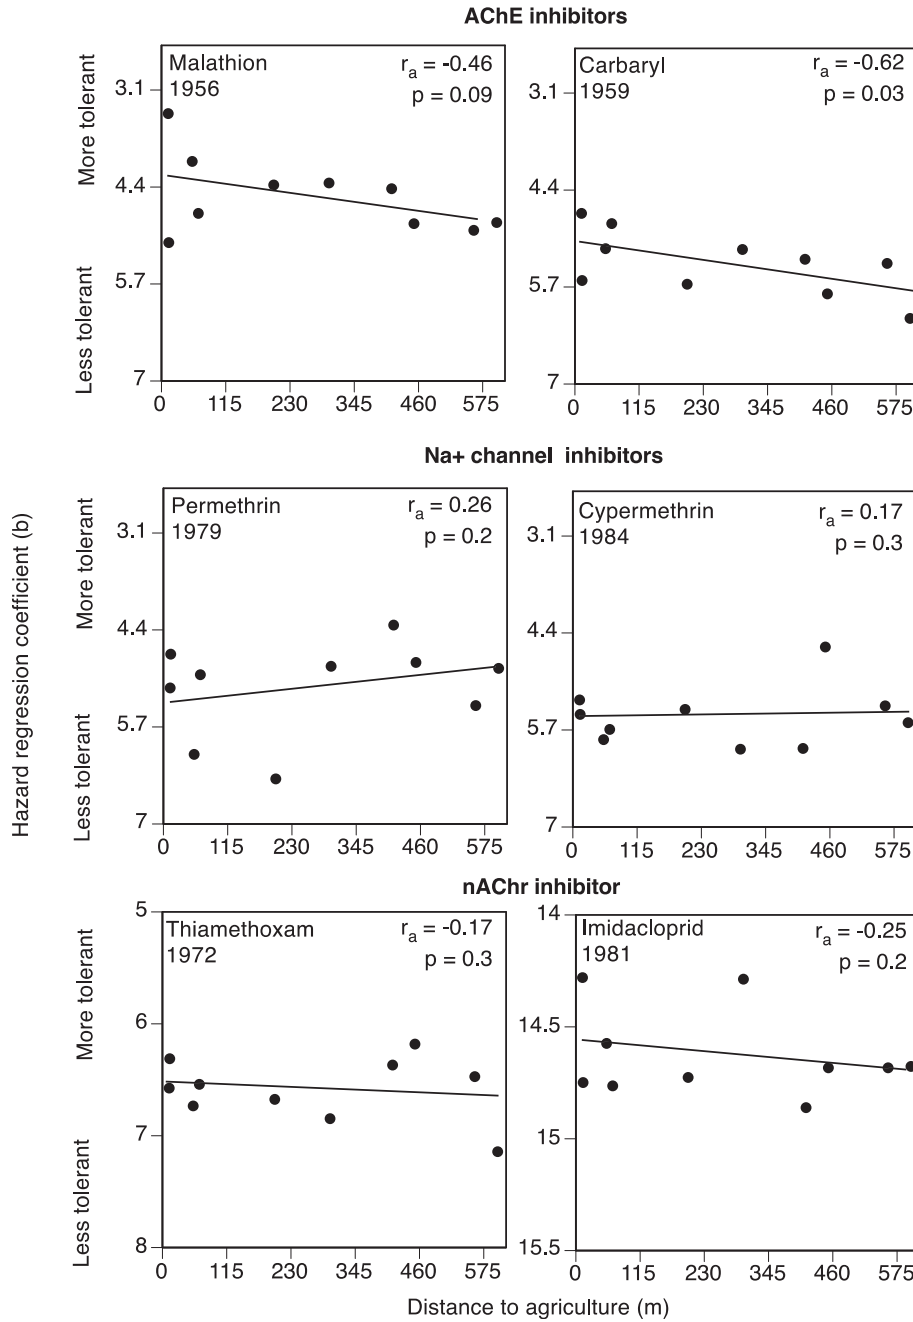 AChE inhibitors
Malathion
1956
r_a = -0.46
p = 0.09
3.1
4.4
5.7
7
0 115 230 345 460 575
More tolerant
Less tolerant
Carbaryl
1959
r_a = -0.62
p = 0.03
3.1
4.4
5.7
7
0 115 230 345 460 575
Na+ channel inhibitors
Permethrin
1979
r_a = 0.26
p = 0.2
3.1
4.4
5.7
7
0 115 230 345 460 575
More tolerant
Less tolerant
Hazard regression coefficient (b)
Cypermethrin
1984
r_a = 0.17
p = 0.3
3.1
4.4
5.7
7
0 115 230 345 460 575
nAChr inhibitor
Thiamethoxam
1972
r_a = -0.17
p = 0.3
5
6
7
8
0 115 230 345 460 575
More tolerant
Less tolerant
Imidacloprid
1981
r_a = -0.25
p = 0.2
14
14.5
15
15.5
0 115 230 345 460 575
Distance to agriculture (m)